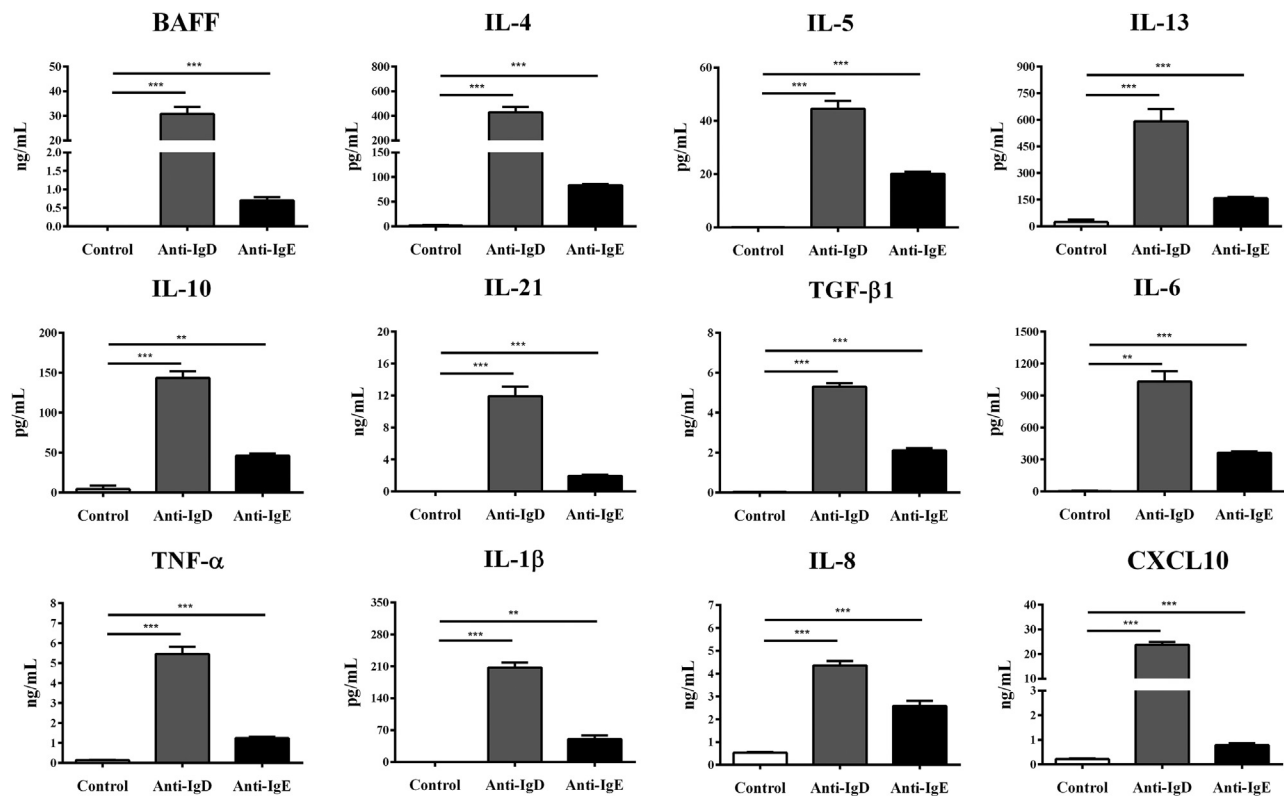 BAFF
ng/mL
50
40
30
20
10
2.0
1.5
1.0
0.5
0.0
***
***
Control Anti-IgD Anti-IgE
IL-4
pg/mL
800
600
400
200
150
100
50
0
***
***
Control Anti-IgD Anti-IgE
IL-5
pg/mL
60
40
20
0
***
***
Control Anti-IgD Anti-IgE
IL-13
pg/mL
900
750
600
450
300
150
0
***
***
Control Anti-IgD Anti-IgE
IL-10
pg/mL
200
150
100
50
0
**
***
Control Anti-IgD Anti-IgE
IL-21
ng/mL
20
16
12
8
4
0
***
***
Control Anti-IgD Anti-IgE
TGF-β1
ng/mL
8
6
4
2
0
***
***
Control Anti-IgD Anti-IgE
IL-6
pg/mL
1500
1200
900
600
300
0
***
**
Control Anti-IgD Anti-IgE
TNF-α
ng/mL
8
7
6
5
4
3
2
1
0
***
***
Control Anti-IgD Anti-IgE
IL-1β
pg/mL
350
280
210
140
70
0
**
***
Control Anti-IgD Anti-IgE
IL-8
ng/mL
7
6
5
4
3
2
1
0
***
***
Control Anti-IgD Anti-IgE
CXCL10
ng/mL
40
30
20
10
3
2
1
0
***
***
Control Anti-IgD Anti-IgE